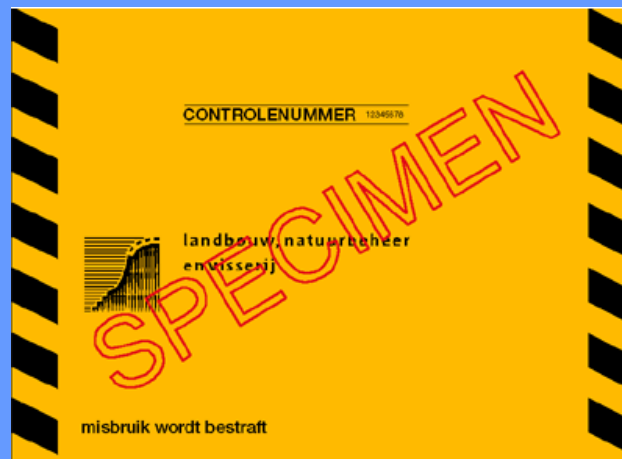 CONTROLENUMMER 12345678
SPECIMEN
landbouw, natuurbeheer
en visserij
misbruik wordt bestraft